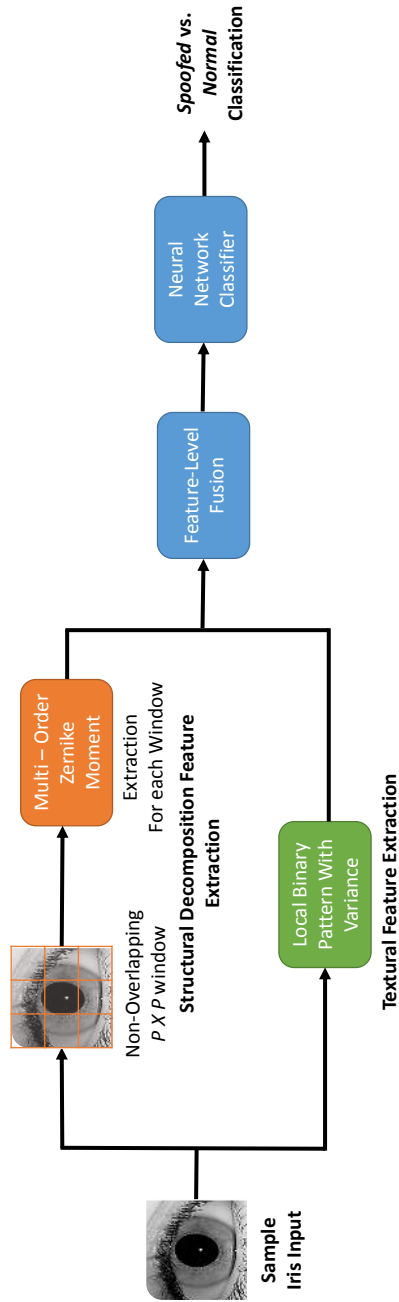 Sample
Iris Input
Non-Overlapping
P X P window
Multi – Order
Zernike
Moment
Extraction
For each Window
Structural Decomposition Feature
Extraction
Local Binary
Pattern With
Variance
Textural Feature Extraction
Feature-Level
Fusion
Neural
Network
Classifier
Spoofed vs.
Normal
Classification